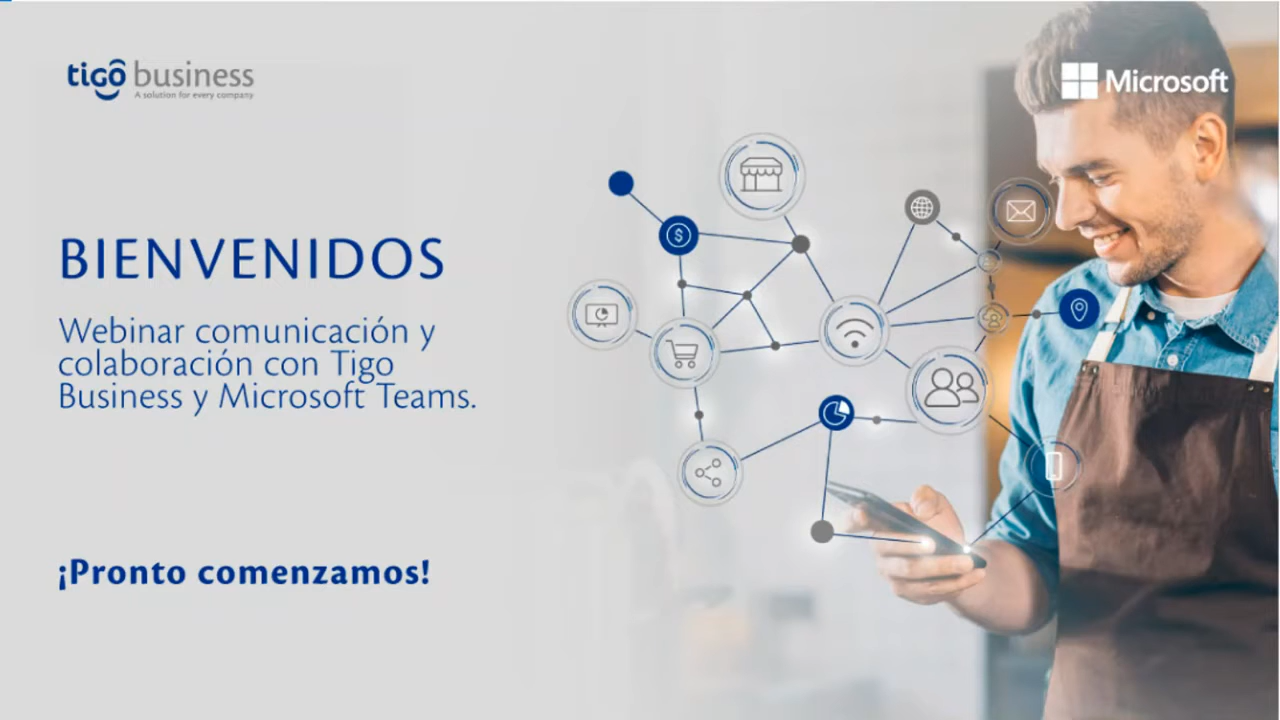 tigo business
A solution for every company
Microsoft
BIENVENIDOS
Webinar comunicación y
colaboración con Tigo
Business y Microsoft Teams.
¡Pronto comenzamos!